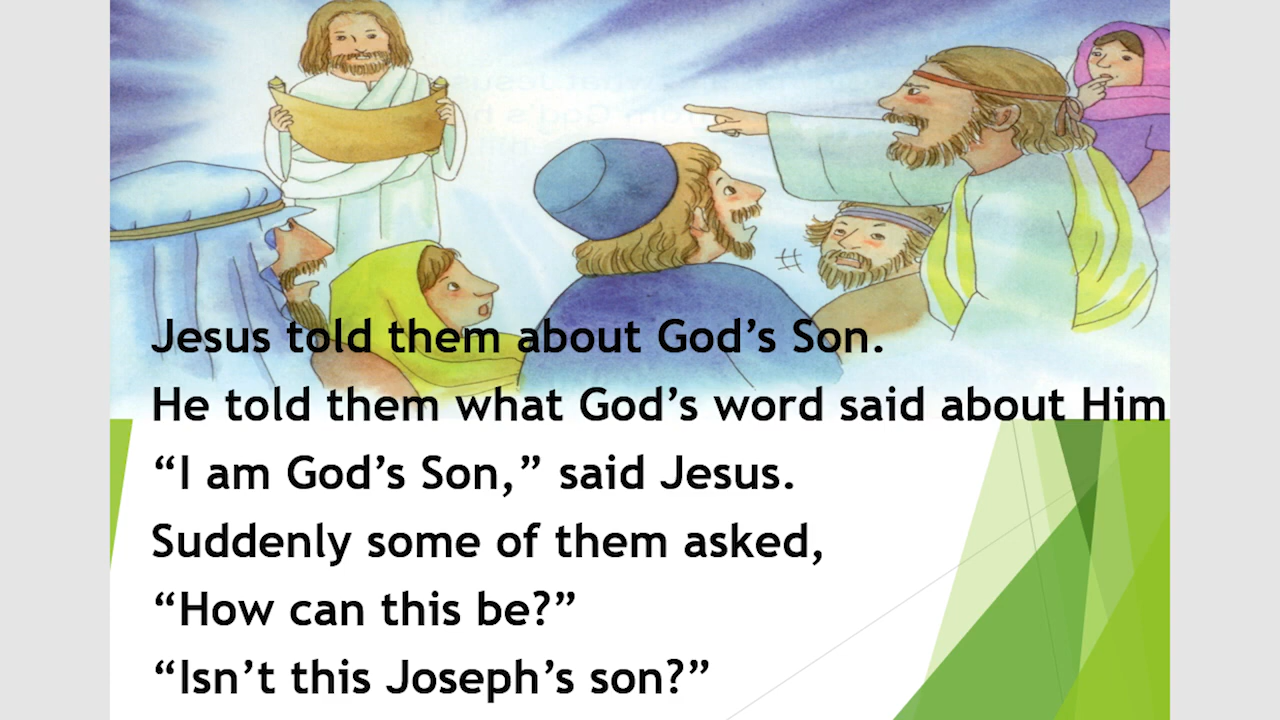 Jesus told them about God’s Son.
He told them what God’s word said about Him
“I am God’s Son,” said Jesus.
Suddenly some of them asked,
“How can this be?”
“Isn’t this Joseph’s son?”